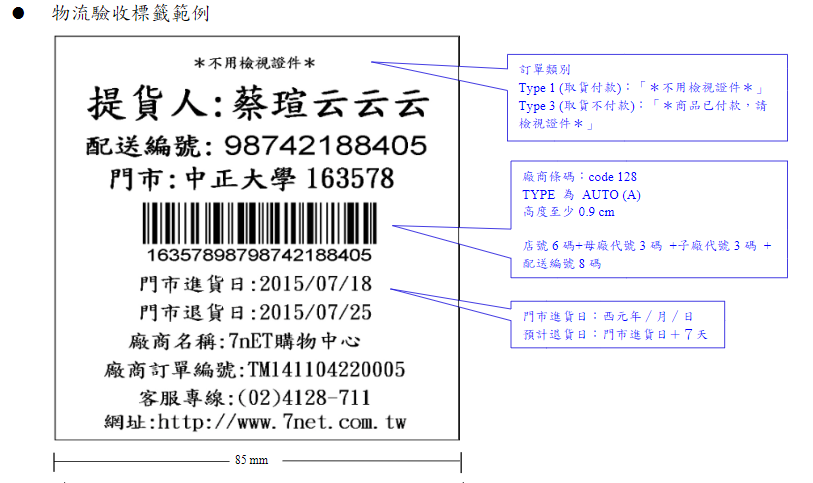 ● 物流驗收標籤範例
＊不用檢視證件＊
提貨人:蔡瑄云云云
配送編號: 98742188405
門市:中正大學 163578
16357898798742188405
門市進貨日:2015/07/18
門市退貨日:2015/07/25
廠商名稱:7nET購物中心
廠商訂單編號:TM141104220005
客服專線:(02)4128-711
網址:http://www.7net.com.tw
85 mm
訂單類別
Type 1 (取貨付款)：「＊不用檢視證件＊」
Type 3 (取貨不付款)：「＊商品已付款，請
檢視證件＊」
廠商條碼：code 128
TYPE 為 AUTO (A)
高度至少 0.9 cm
店號 6 碼+母廠代號 3 碼 +子廠代號 3 碼 +
配送編號 8 碼
門市進貨日：西元年／月／日
預計退貨日：門市進貨日＋７天